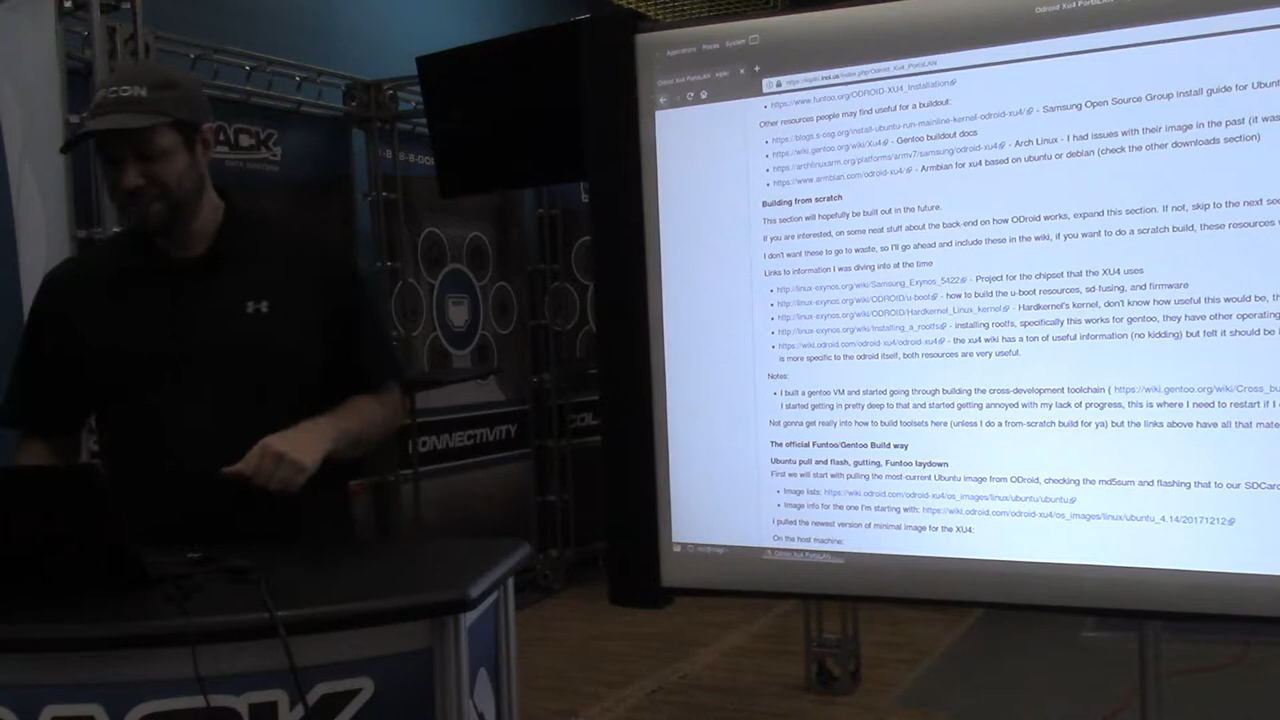 CON
ACK
DATA SYSTEMS
CONNECTIVITY
COL
ACK
Applications Places System
Odroid Xu4 PortaLAN
https://www.funtoo.org/ODROID-XU4_Installation
Other resources people may find useful for a buildout:
https://blogs.s-osg.org/install-ubuntu-run-mainline-kernel-odroid-xu4/ - Samsung Open Source Group install guide for Ubunt
https://wiki.gentoo.org/wiki/Xu4 - Gentoo buildout docs
https://archlinuxarm.org/platforms/armv7/samsung/odroid-xu4 - Arch Linux - I had issues with their image in the past (it was
https://www.armbian.com/odroid-xu4/ - Armbian for xu4 based on ubuntu or debian (check the other downloads section)
Building from scratch
This section will hopefully be built out in the future.
If you are interested, on some neat stuff about the back-end on how ODroid works, expand this section. If not, skip to the next sec
I don't want these to go to waste, so I'll go ahead and include these in the wiki, if you want to do a scratch build, these resources
Links to information I was diving into at the time
http://linux-exynos.org/wiki/Samsung_Exynos_5422 - Project for the chipset that the XU4 uses
http://linux-exynos.org/wiki/ODROID/u-boot - how to build the u-boot resources, sd-fusing, and firmware
http://linux-exynos.org/wiki/ODROID/Hardkernel_Linux_kernel - Hardkernel's kernel, don't know how useful this would be, th
http://linux-exynos.org/wiki/Installing_a_rootfs - installing rootfs, specifically this works for gentoo, they have other operating
https://wiki.odroid.com/odroid-xu4/odroid-xu4 - the xu4 wiki has a ton of useful information (no kidding) but felt it should be
is more specific to the odroid itself, both resources are very useful.
Notes:
I built a gentoo VM and started going through building the cross-development toolchain ( https://wiki.gentoo.org/wiki/Cross_bu
I started getting in pretty deep to that and started getting annoyed with my lack of progress, this is where I need to restart if I
Not gonna get really into how to build toolsets here (unless I do a from-scratch build for ya) but the links above have all that mate
The official Funtoo/Gentoo Build way
Ubuntu pull and flash, gutting, Funtoo laydown
First we will start with pulling the most-current Ubuntu image from ODroid, checking the md5sum and flashing that to our SDCard
Image lists: https://wiki.odroid.com/odroid-xu4/os_images/linux/ubuntu/ubuntu
Image info for the one I'm starting with: https://wiki.odroid.com/odroid-xu4/os_images/linux/ubuntu_4.14/20171212
I pulled the newest version of minimal image for the XU4:
On the host machine:
Odroid Xu4 PortaLAN